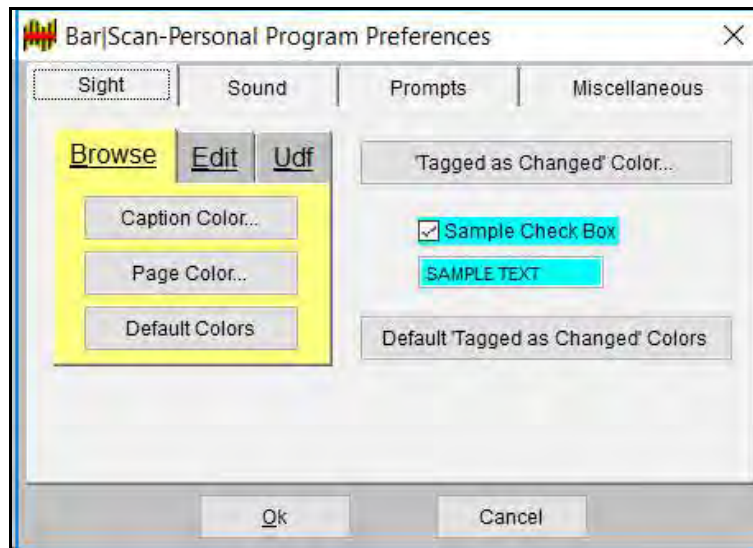 Bar|Scan-Personal Program Preferences
Sight Sound Prompts Miscellaneous
Browse Edit Udf
Caption Color...
Page Color...
Default Colors
'Tagged as Changed' Color...
Sample Check Box
SAMPLE TEXT
Default 'Tagged as Changed' Colors
Ok Cancel